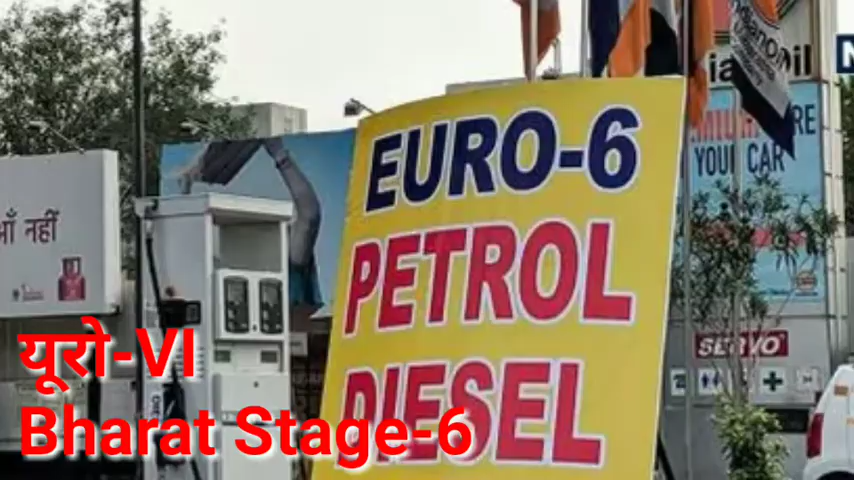 EURO-6
PETROL
DIESEL
यूरो-VI
Bharat Stage-6
नहीं
YOUR CAR
SERVO